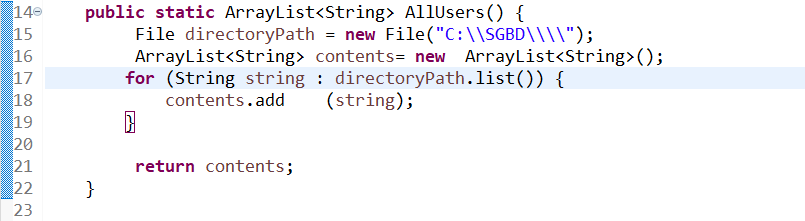 14 public static ArrayList<String> AllUsers() {
15 File directoryPath = new File("C:\\SGBD\\\\");
16 ArrayList<String> contents= new  ArrayList<String>();
17 for (String string : directoryPath.list()) {
18 contents.add    (string);
19 }
20
21 return contents;
22 }
23